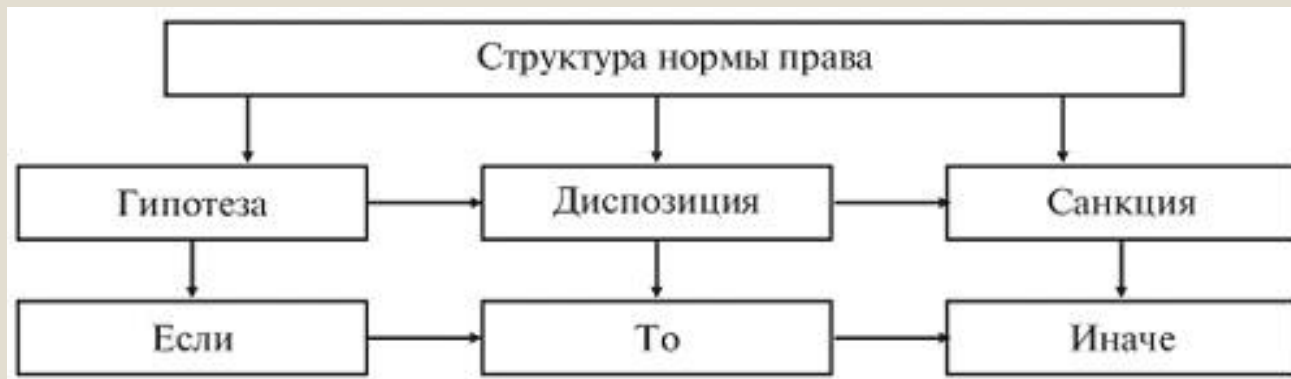 Структура нормы права
Гипотеза
Диспозиция
Санкция
Если
То
Иначе